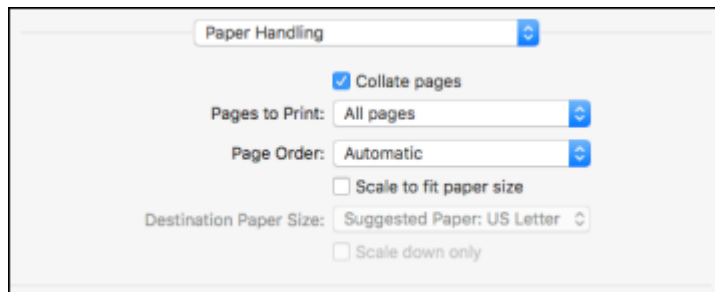 Paper Handling
Collate pages
Pages to Print: All pages
Page Order: Automatic
Scale to fit paper size
Destination Paper Size: Suggested Paper: US Letter
Scale down only